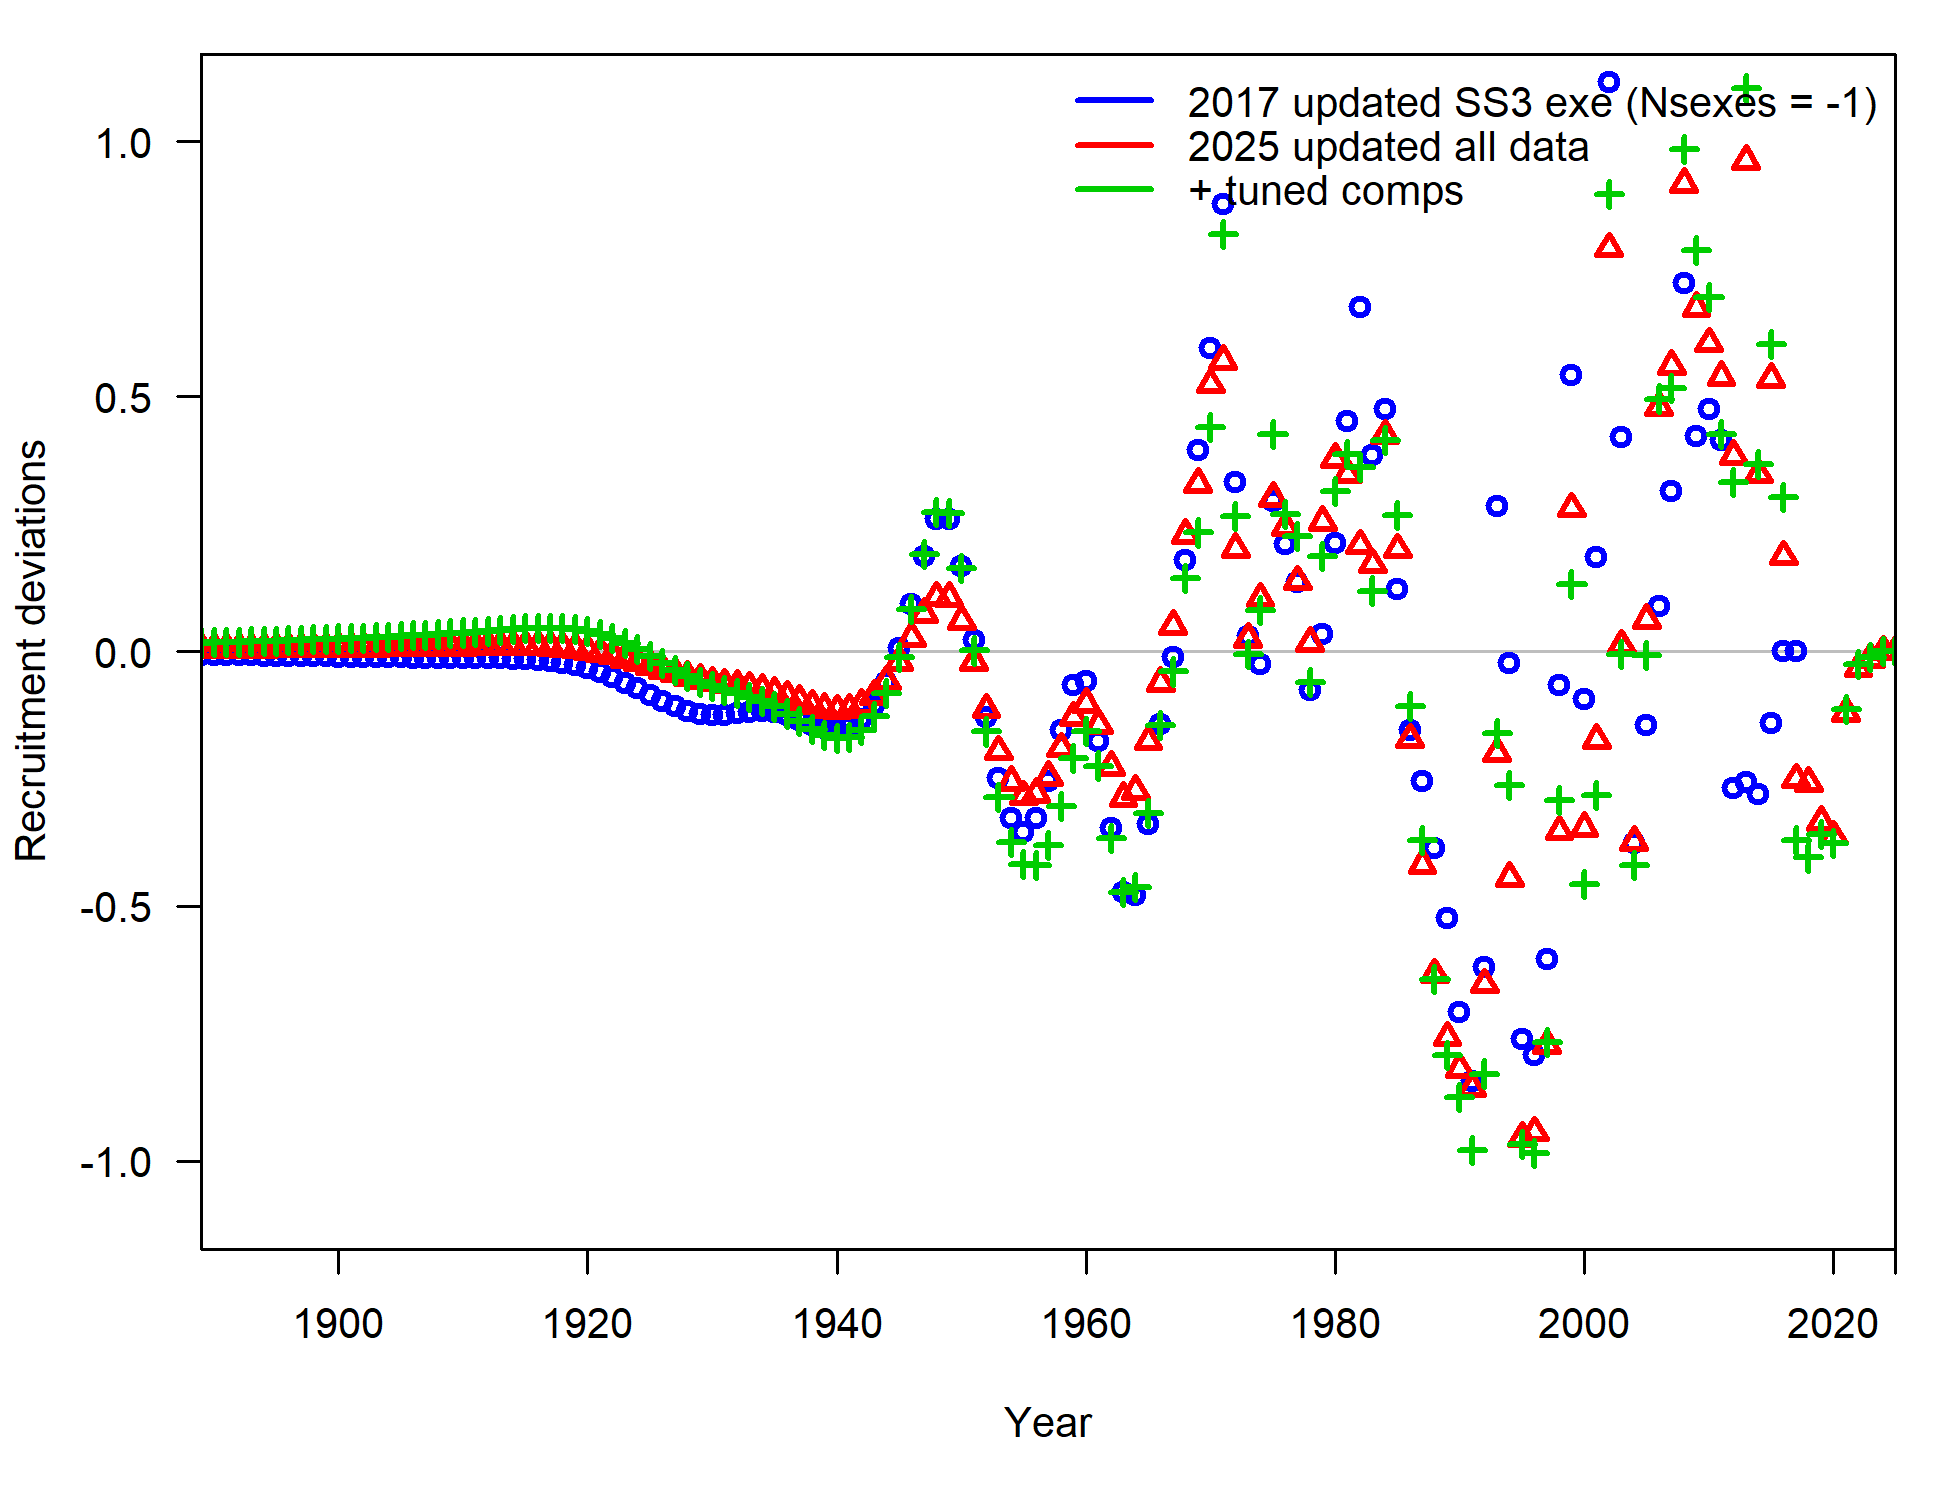 2017 updated SS3 exe (Nsexes = -1)
2025 updated all data
+ tuned comps
1.0
0.5
0.0
-0.5
-1.0
Recruitment deviations
1900 1920 1940 1960 1980 2000 2020
Year